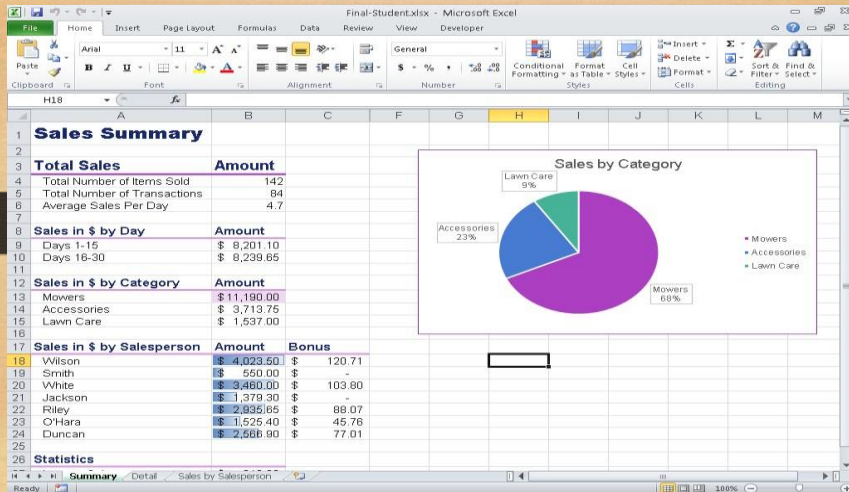 Final-Student.xlsx - Microsoft Excel
File Home Insert Page Layout Formulas Data Review View Developer
Arial 11 General
Paste
Conditional Formatting Format as Table Cell Styles
Insert
Delete
Format
Sort & Filter Find & Select
Clipboard Font Alignment Number Styles Cells Editing
H18 fx
A B C F G H I J K L M
1 Sales Summary
2
3 Total Sales Amount
4 Total Number of Items Sold 142
5 Total Number of Transactions 84
6 Average Sales Per Day 4.7
7
8 Sales in $ by Day Amount
9 Days 1-15 $ 8,201.10
10 Days 16-30 $ 8,239.65
11
12 Sales in $ by Category Amount
13 Mowers $11,190.00
14 Accessories $ 3,713.75
15 Lawn Care $ 1,537.00
16
17 Sales in $ by Salesperson Amount Bonus
18 Wilson $ 4,023.50 $ 120.71
19 Smith $ 550.00 $ -
20 White $ 3,460.00 $ 103.80
21 Jackson $ 1,379.30 $ -
22 Riley $ 2,935.65 $ 88.07
23 O'Hara $ 1,525.40 $ 45.76
24 Duncan $ 2,566.90 $ 77.01
25
26 Statistics
Sales by Category
Lawn Care
9%
Accessories
23%
Mowers
68%
Mowers
Accessories
Lawn Care
Summary Detail Sales by Salesperson
Ready 100%